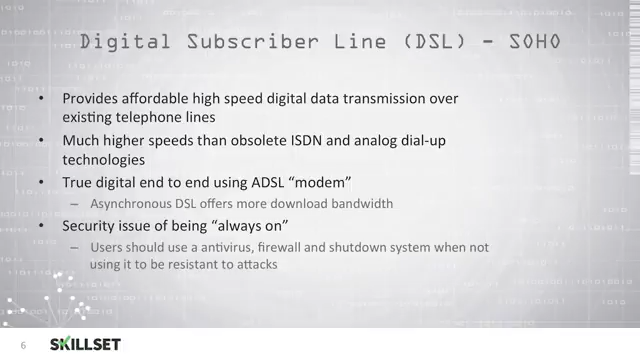 Digital Subscriber Line (DSL) - SOHO
• Provides affordable high speed digital data transmission over
existing telephone lines
• Much higher speeds than obsolete ISDN and analog dial-up
technologies
• True digital end to end using ADSL “modem”
– Asynchronous DSL offers more download bandwidth
• Security issue of being “always on”
– Users should use a antivirus, firewall and shutdown system when not
using it to be resistant to attacks
6
SKILLSET